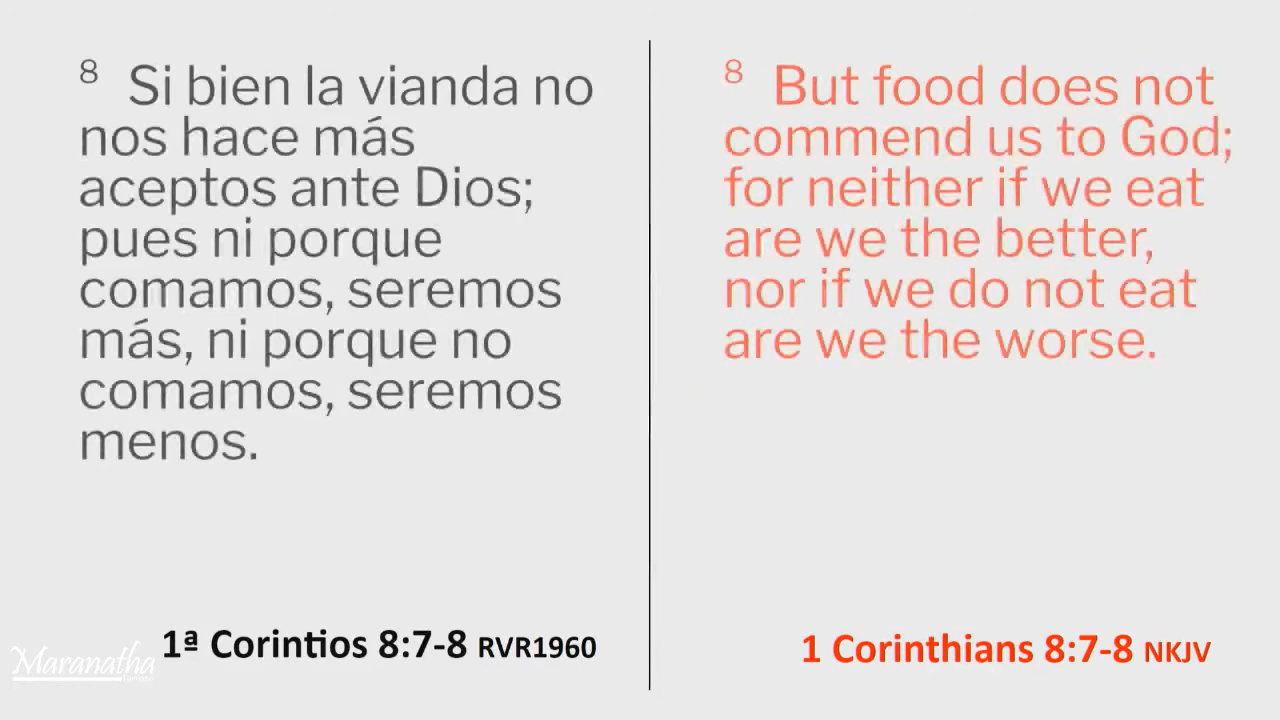 8 Si bien la vianda no
nos hace más
aceptos ante Dios;
pues ni porque
comamos, seremos
más, ni porque no
comamos, seremos
menos.
1ª Corintios 8:7-8 RVR1960
8 But food does not
commend us to God;
for neither if we eat
are we the better,
nor if we do not eat
are we the worse.
1 Corinthians 8:7-8 NKJV
Maranatha